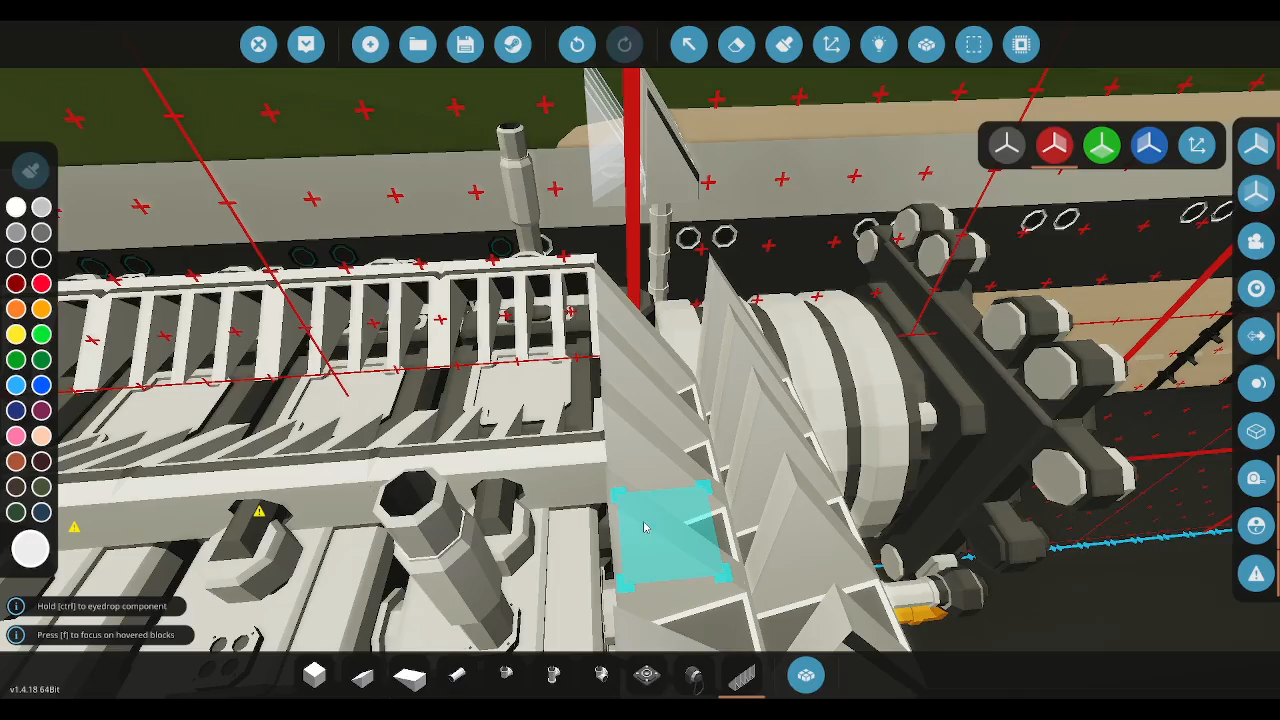 Hold [ctrl] to eyedrop component
Press [f] to focus on hovered blocks
v1.4.18 64Bit